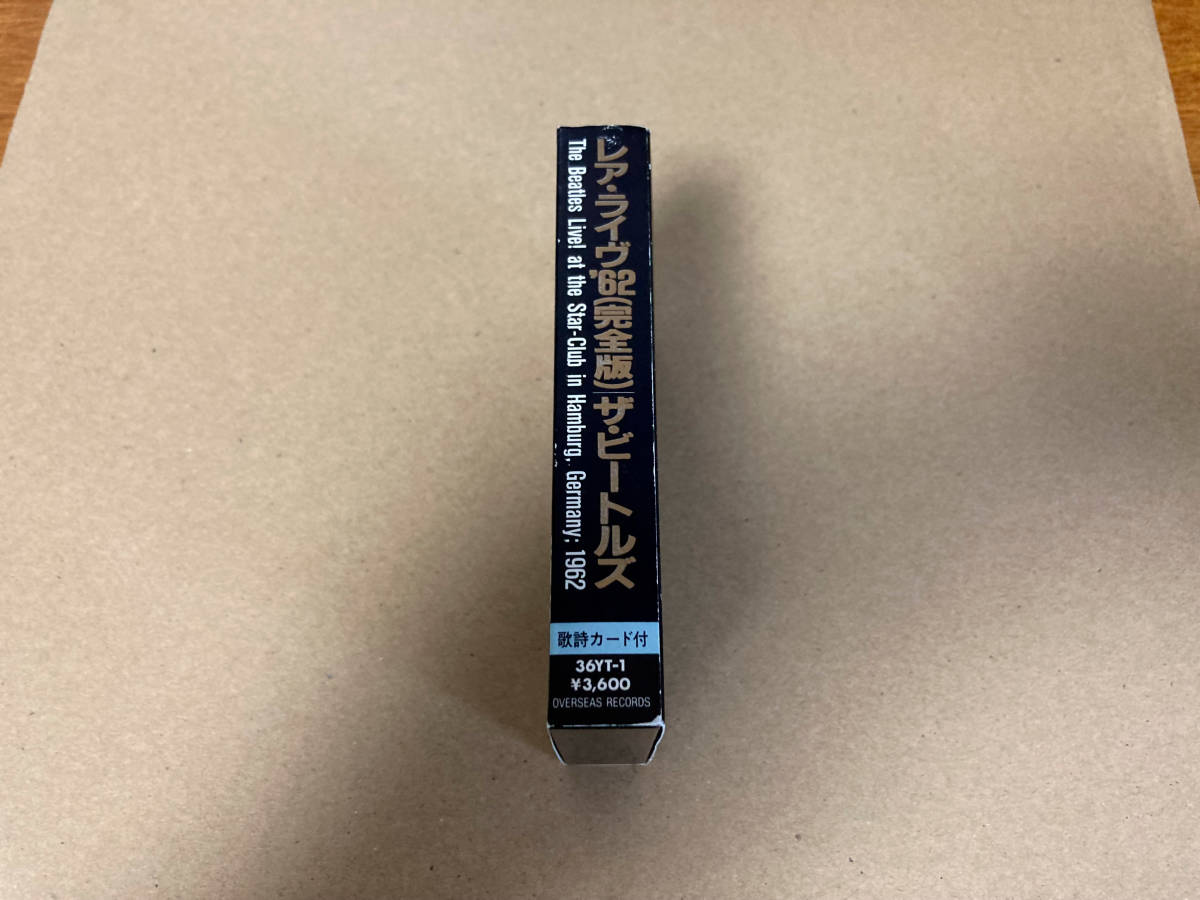 レア・ライヴ'62(完全版)|ザ・ビートルズ
The Beatles Live! at the Star-Club in Hamburg, Germany; 1962
歌詩カード付
36YT-1
¥3,600
OVERSEAS RECORDS